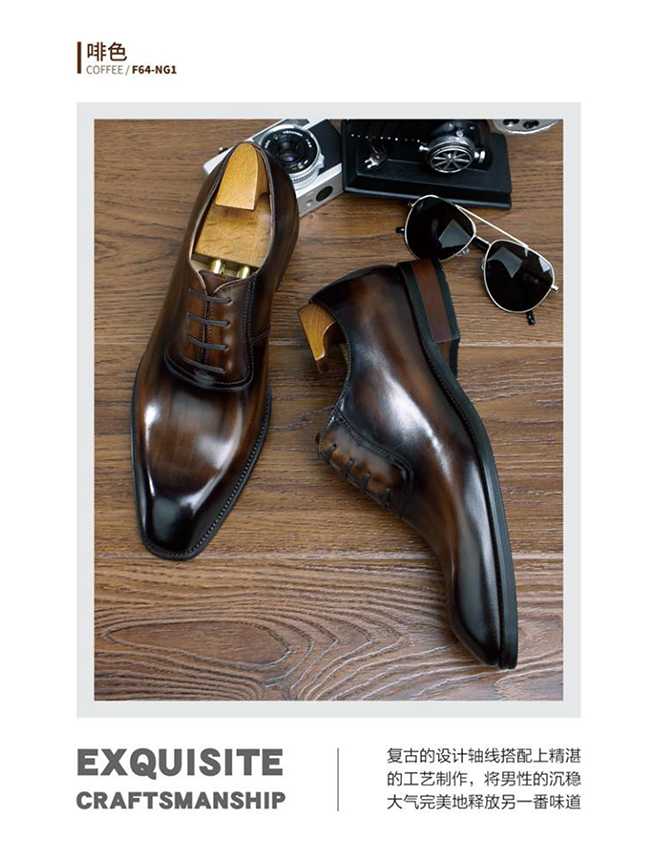 啡色
COFFEE / F64-NG1
EXQUISITE
CRAFTSMANSHIP
复古的设计轴线搭配上精湛
的工艺制作，将男性的沉稳
大气完美地释放另一番味道